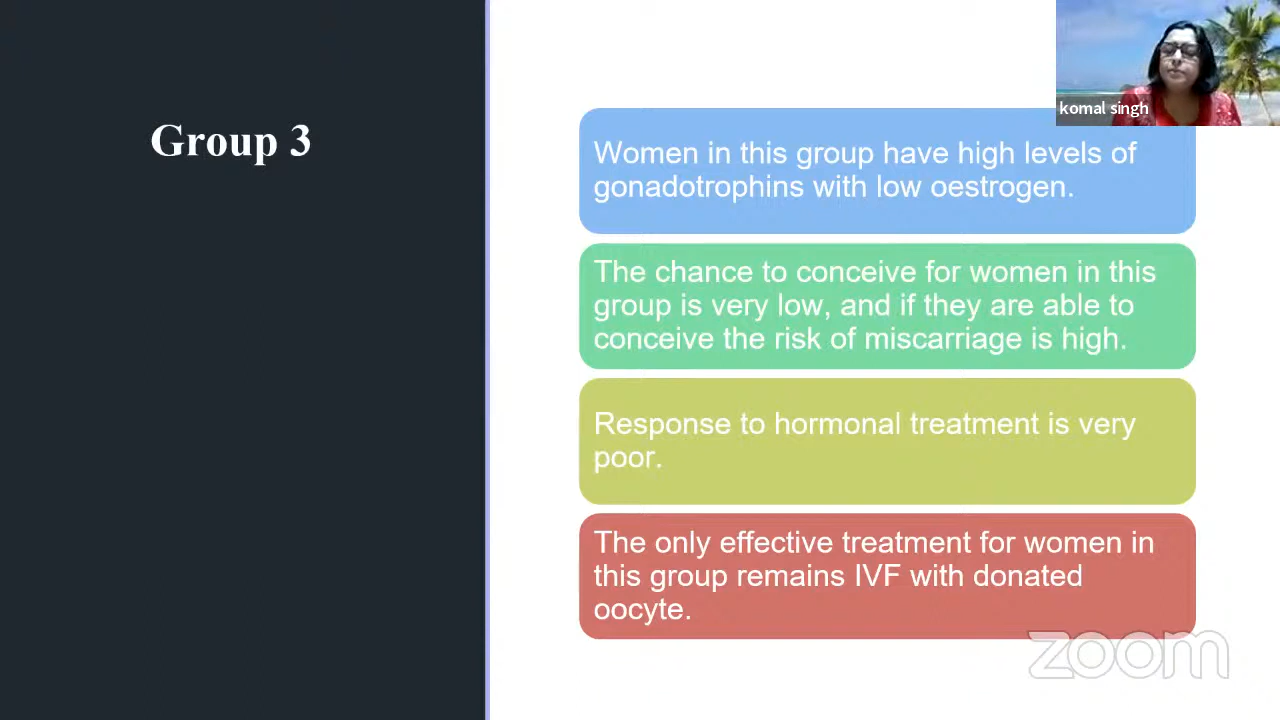 komal singh
Group 3
Women in this group have high levels of
gonadotrophins with low oestrogen.
The chance to conceive for women in this
group is very low, and if they are able to
conceive the risk of miscarriage is high.
Response to hormonal treatment is very
poor.
The only effective treatment for women in
this group remains IVF with donated
oocyte.
zoom